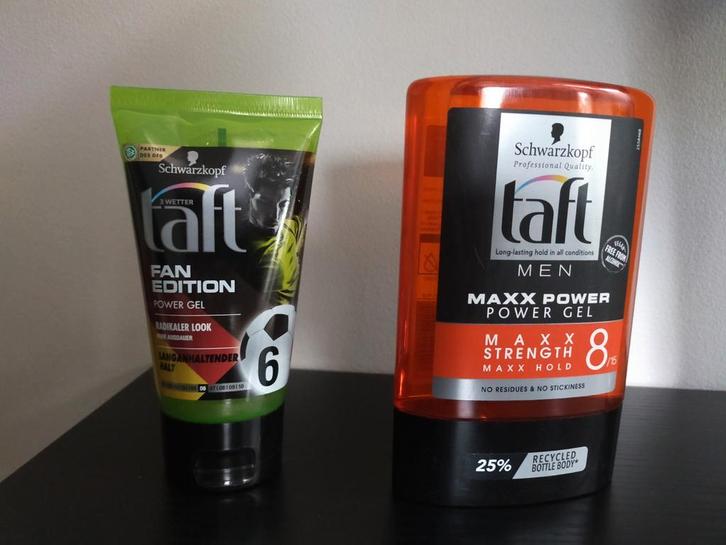 PARTNER
DES DFB
Schwarzkopf
3 WETTER
taft
FAN
EDITION
POWER GEL
RADIKALER LOOK
LANGANHALTENDER
HALT
6
Schwarzkopf
Professional Quality.
taft
Long-lasting hold in all conditions
MEN
FREE FROM
ALCOHOL
MAXX POWER
POWER GEL
MAXX
STRENGTH
MAXX HOLD
8/15
NO RESIDUES & NO STICKINESS
25% RECYCLED
BOTTLE BODY*